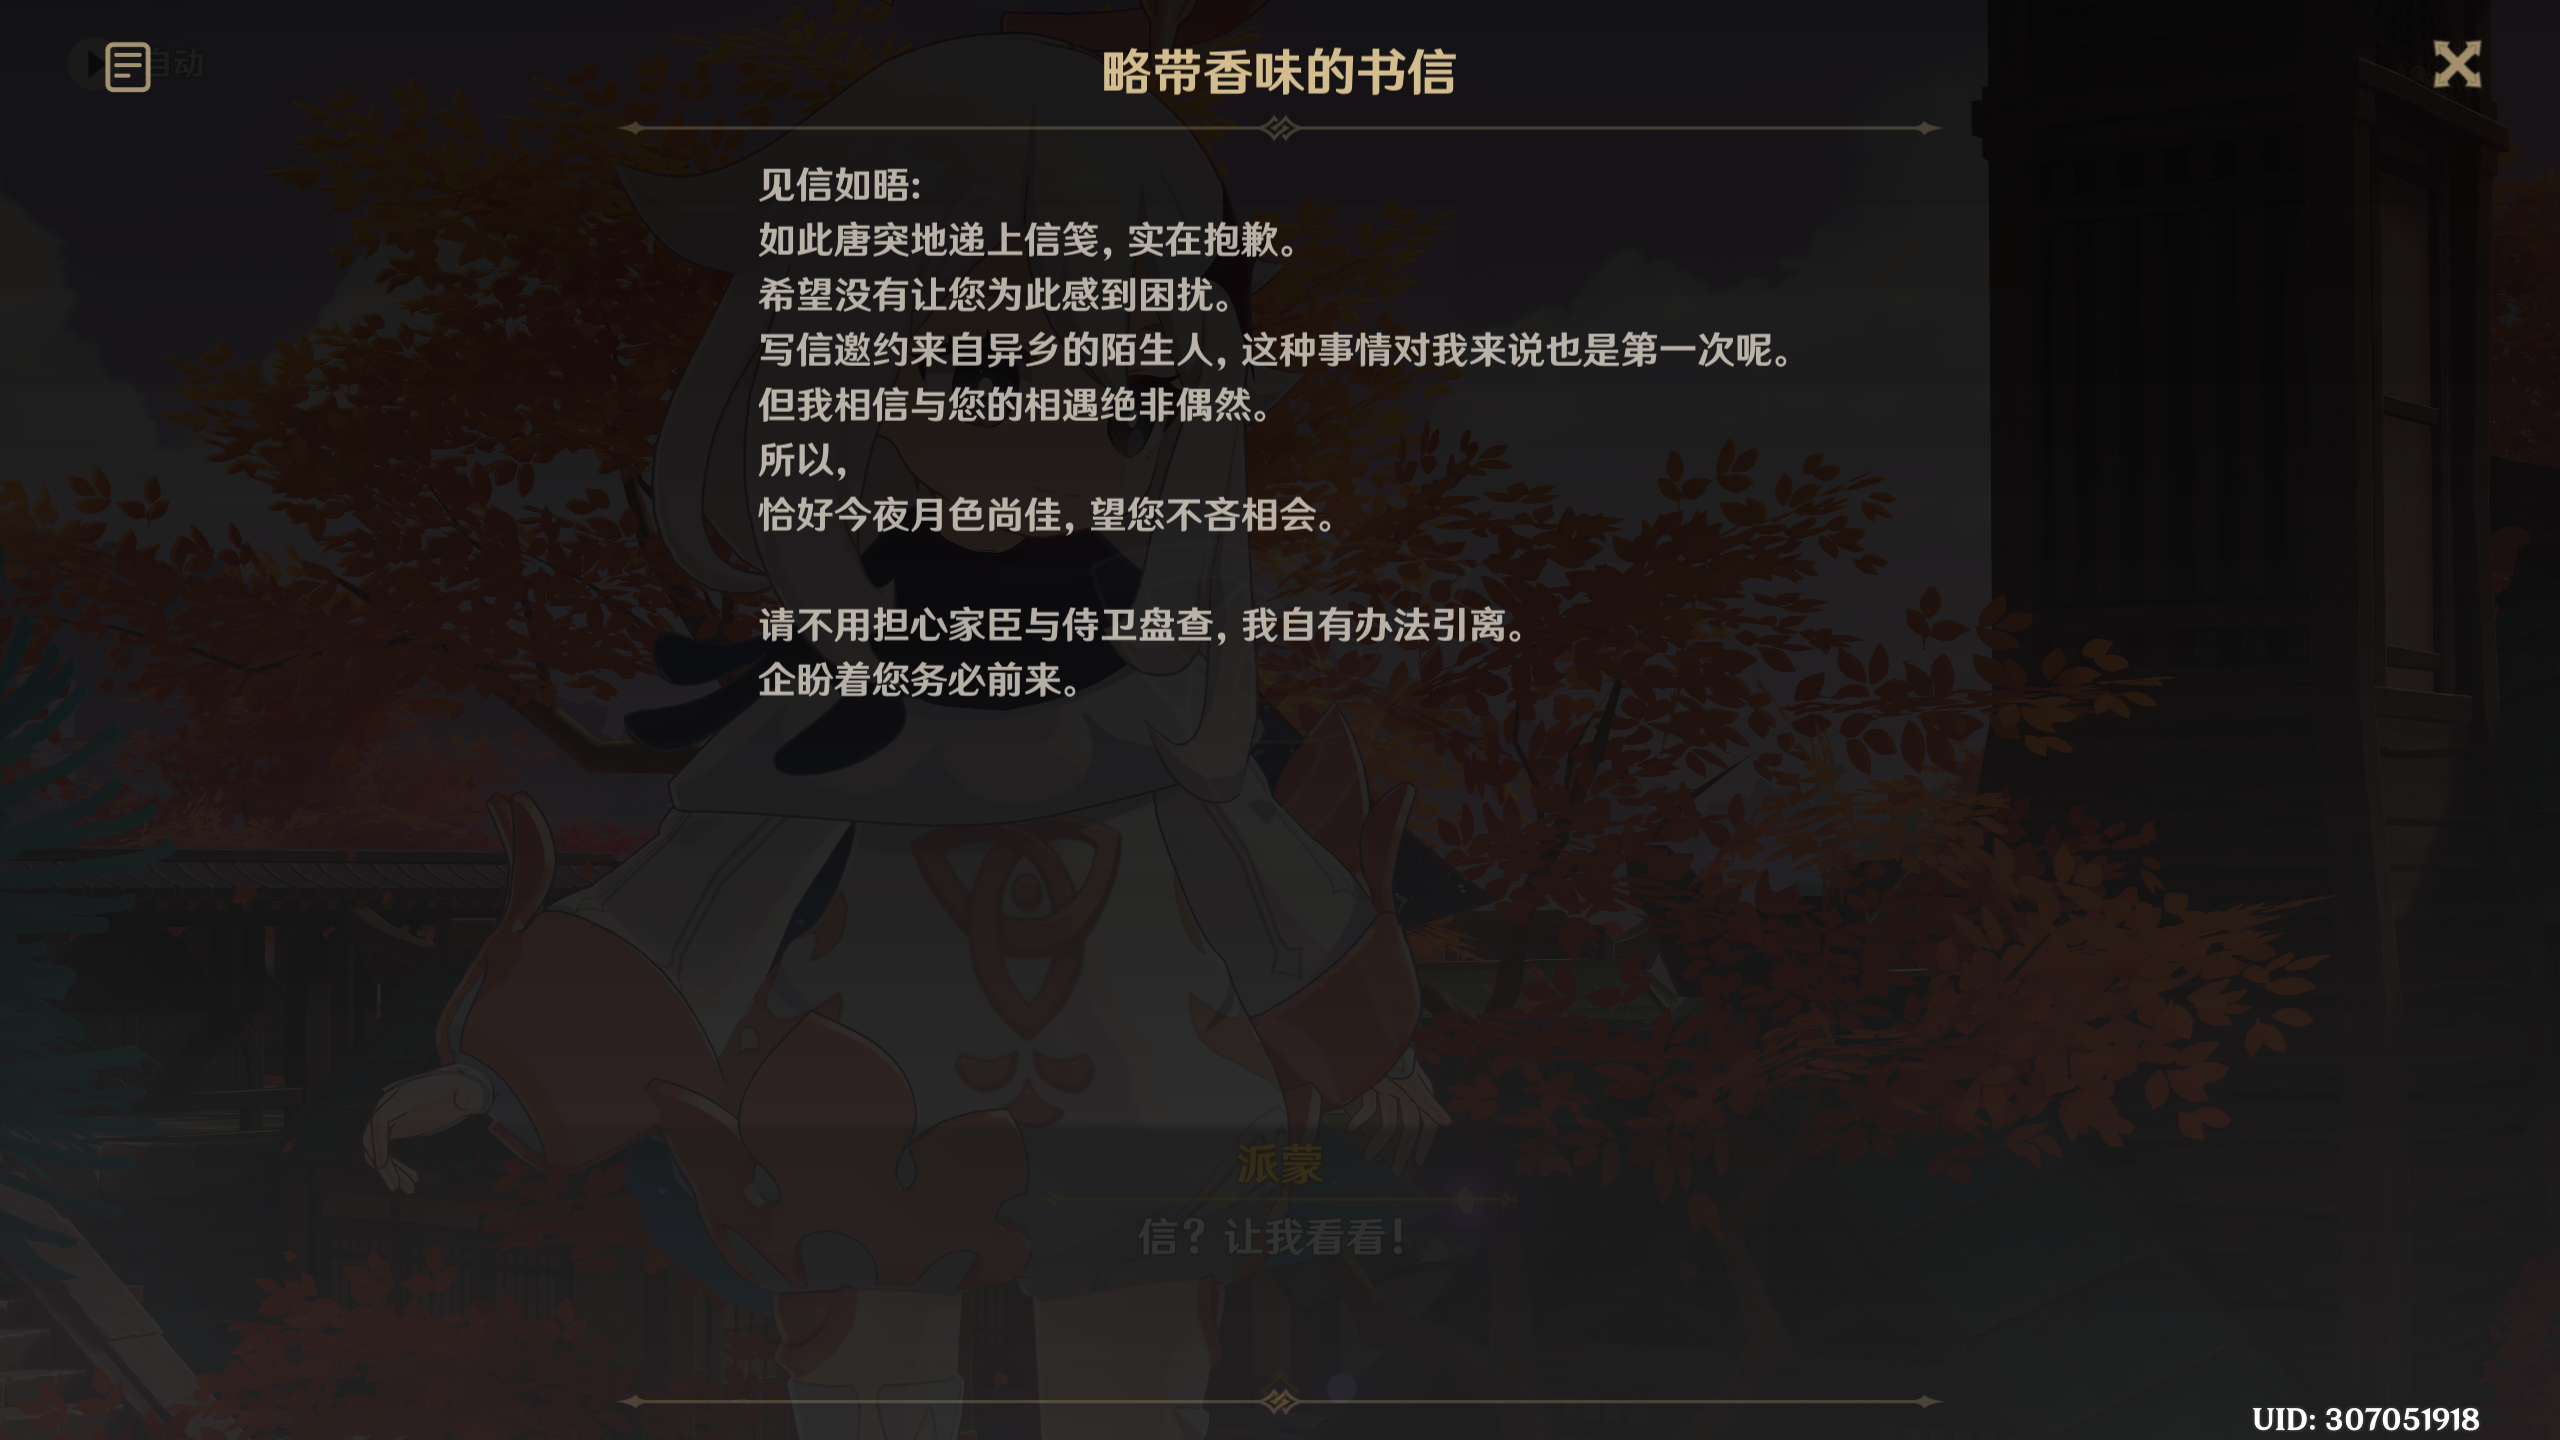 自动
略带香味的书信
见信如晤:
如此唐突地递上信笺, 实在抱歉。
希望没有让您为此感到困扰。
写信邀约来自异乡的陌生人, 这种事情对我来说也是第一次呢。
但我相信与您的相遇绝非偶然。
所以,
恰好今夜月色尚佳, 望您不吝相会。
请不用担心家臣与侍卫盘查, 我自有办法引离。
企盼着您务必前来。
派蒙
信? 让我看看!
UID: 307051918